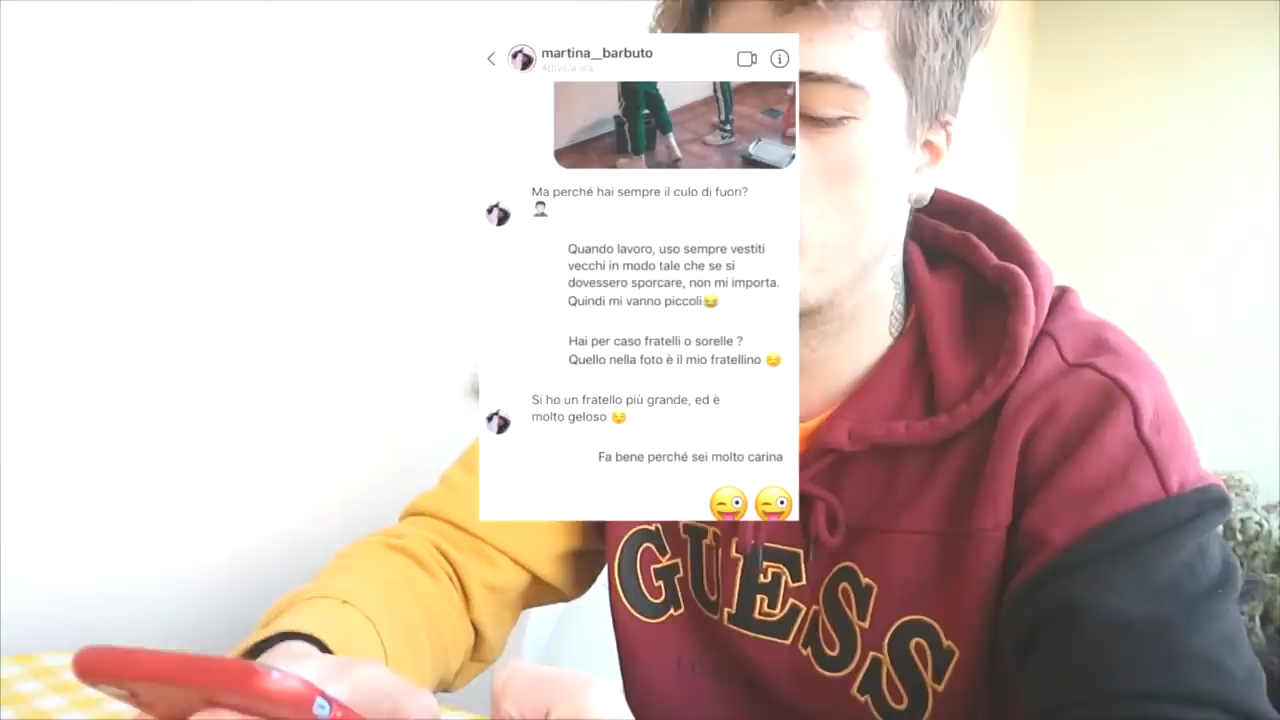 martina__barbuto
Attivo/a ora
Ma perché hai sempre il culo di fuori?
🤦🏻‍♂️
Quando lavoro, uso sempre vestiti
vecchi in modo tale che se si
dovessero sporcare, non mi importa.
Quindi mi vanno piccoli😂
Hai per caso fratelli o sorelle ?
Quello nella foto è il mio fratellino ☺️
Si ho un fratello più grande, ed è
molto geloso ☺️
Fa bene perché sei molto carina
😜😜
GUESS